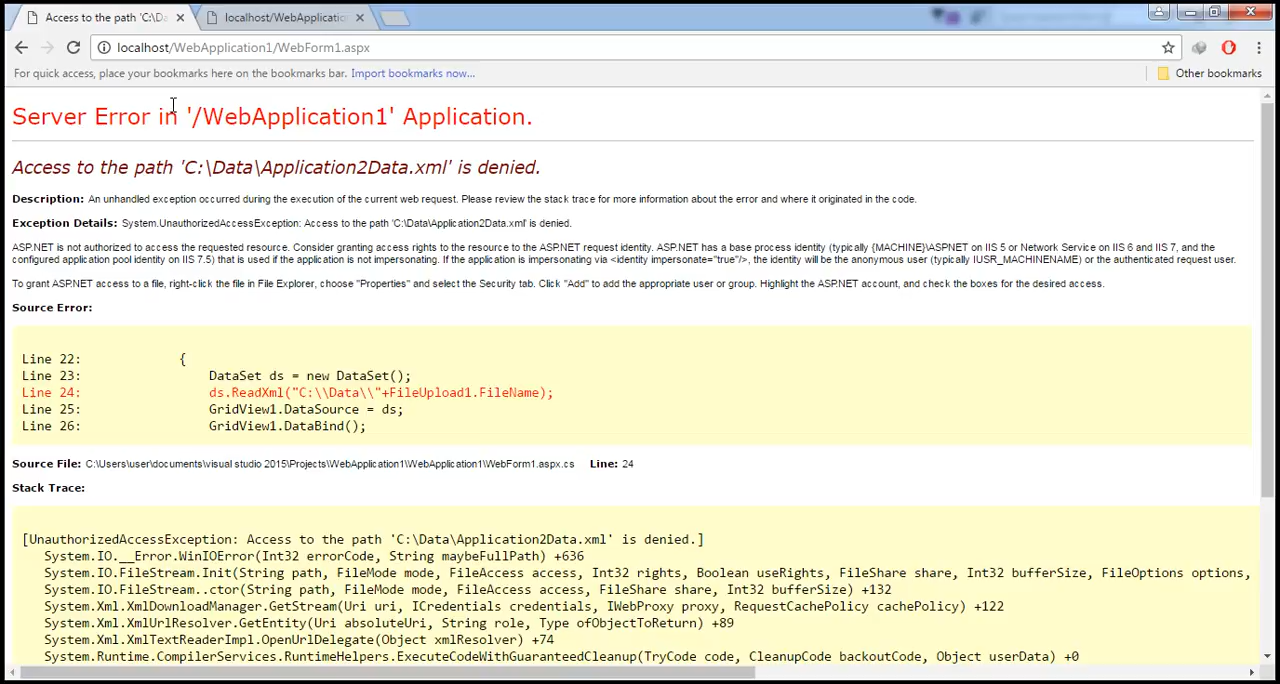 Access to the path 'C:\Da
localhost/WebApplication
localhost/WebApplication1/WebForm1.aspx
For quick access, place your bookmarks here on the bookmarks bar. Import bookmarks now...
Other bookmarks
Server Error in '/WebApplication1' Application.
Access to the path 'C:\Data\Application2Data.xml' is denied.
Description: An unhandled exception occurred during the execution of the current web request. Please review the stack trace for more information about the error and where it originated in the code.
Exception Details: System.UnauthorizedAccessException: Access to the path 'C:\Data\Application2Data.xml' is denied.
ASP.NET is not authorized to access the requested resource. Consider granting access rights to the resource to the ASP.NET request identity. ASP.NET has a base process identity (typically {MACHINE}\ASPNET on IIS 5 or Network Service on IIS 6 and IIS 7, and the
configured application pool identity on IIS 7.5) that is used if the application is not impersonating. If the application is impersonating via <identity impersonate="true"/>, the identity will be the anonymous user (typically IUSR_MACHINENAME) or the authenticated request user.
To grant ASP.NET access to a file, right-click the file in File Explorer, choose "Properties" and select the Security tab. Click "Add" to add the appropriate user or group. Highlight the ASP.NET account, and check the boxes for the desired access.
Source Error:
Line 22: {
Line 23: DataSet ds = new DataSet();
Line 24: ds.ReadXml("C:\\Data\\"+FileUpload1.FileName);
Line 25: GridView1.DataSource = ds;
Line 26: GridView1.DataBind();
Source File: C:\Users\user\documents\visual studio 2015\Projects\WebApplication1\WebApplication1\WebForm1.aspx.cs Line: 24
Stack Trace:
[UnauthorizedAccessException: Access to the path 'C:\Data\Application2Data.xml' is denied.]
System.IO.__Error.WinIOError(Int32 errorCode, String maybeFullPath) +636
System.IO.FileStream.Init(String path, FileMode mode, FileAccess access, Int32 rights, Boolean useRights, FileShare share, Int32 bufferSize, FileOptions options,
System.IO.FileStream..ctor(String path, FileMode mode, FileAccess access, FileShare share, Int32 bufferSize) +132
System.Xml.XmlDownloadManager.GetStream(Uri uri, ICredentials credentials, IWebProxy proxy, RequestCachePolicy cachePolicy) +122
System.Xml.XmlUrlResolver.GetEntity(Uri absoluteUri, String role, Type ofObjectToReturn) +89
System.Xml.XmlTextReaderImpl.OpenUrlDelegate(Object xmlResolver) +74
System.Runtime.CompilerServices.RuntimeHelpers.ExecuteCodeWithGuaranteedCleanup(TryCode code, CleanupCode backoutCode, Object userData) +0